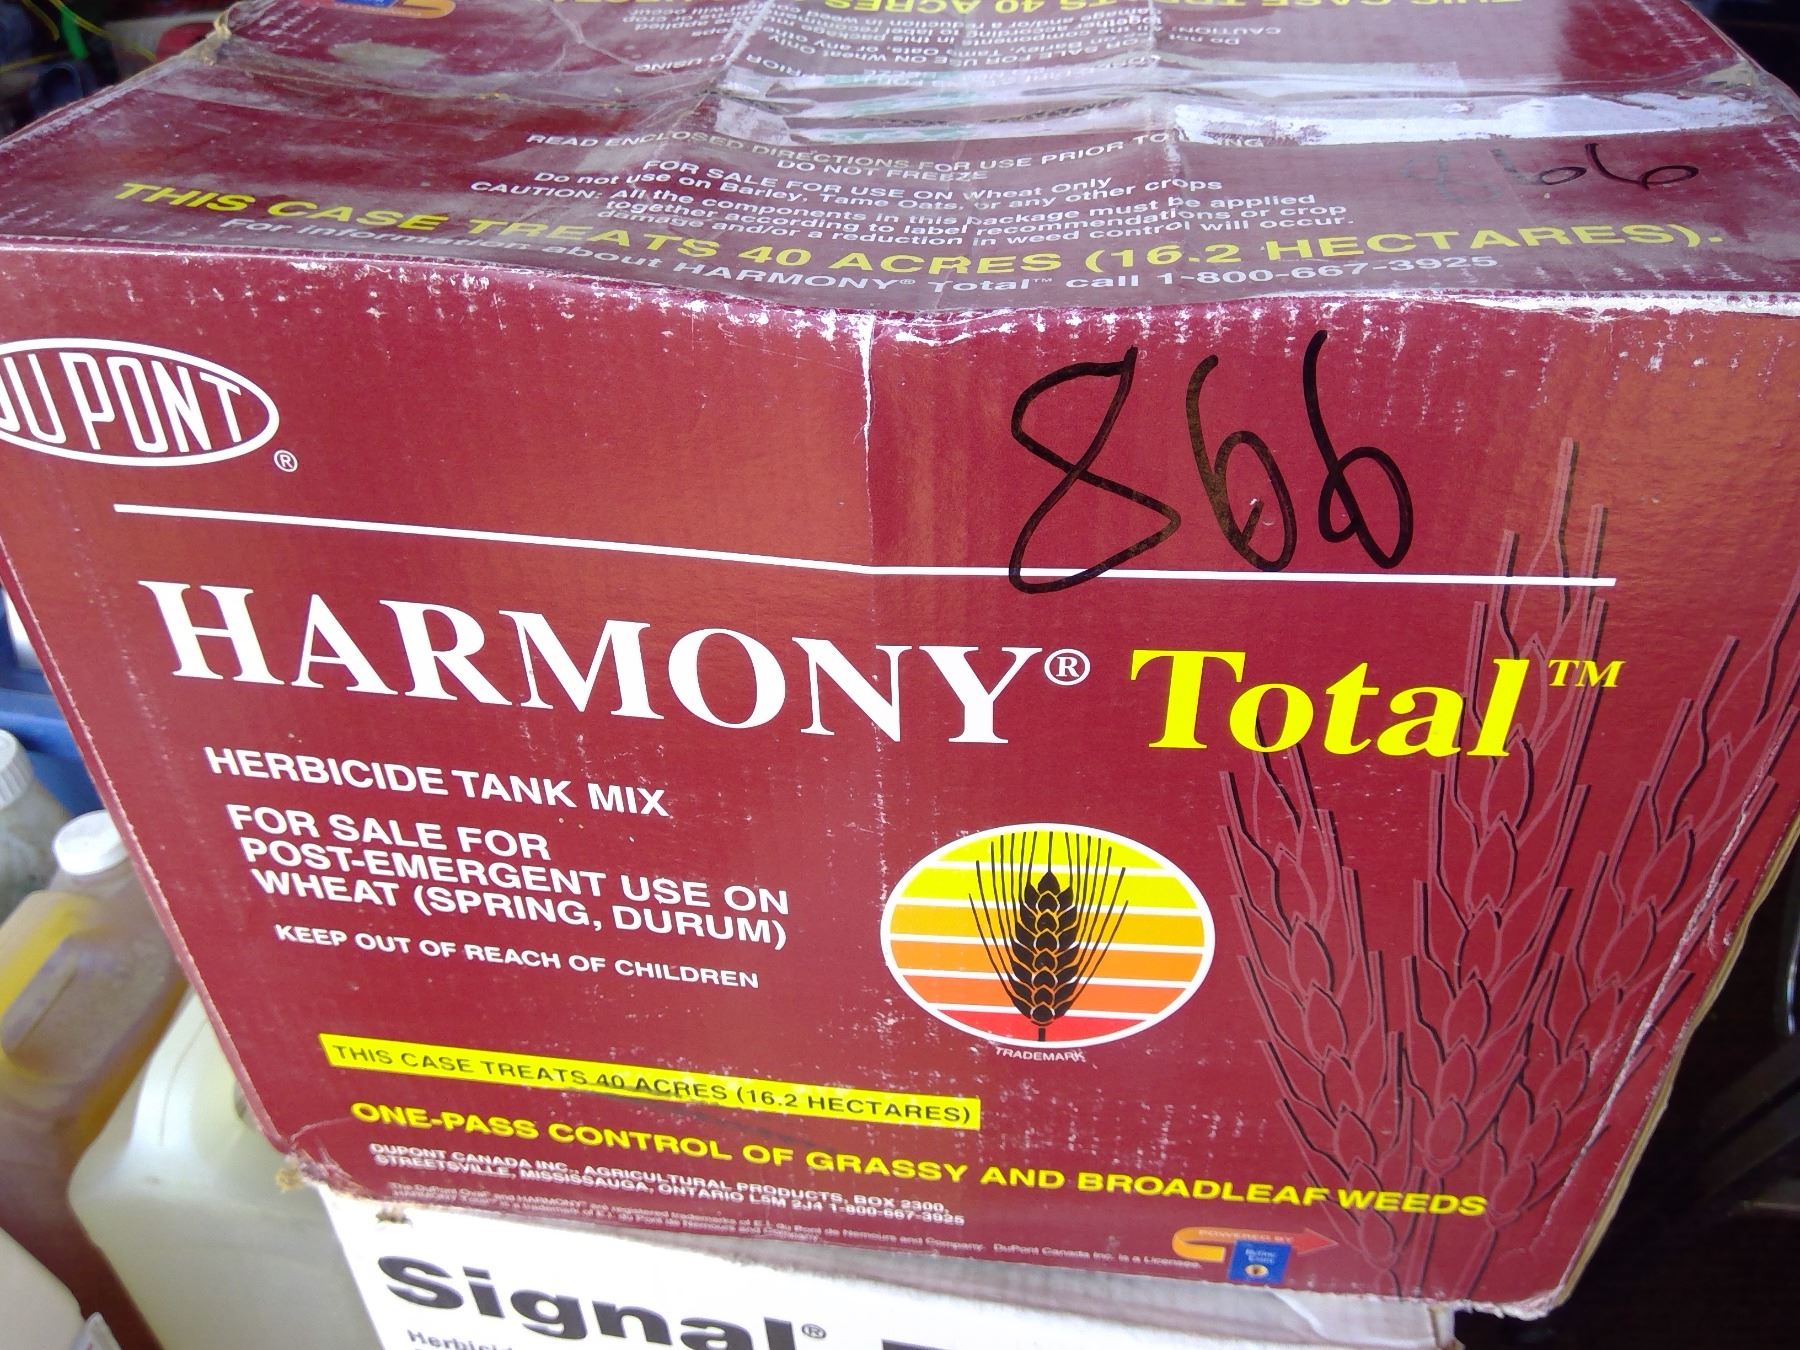 READ ENCLOSED DIRECTIONS FOR USE PRIOR TO
DO NOT FREEZE
FOR SALE FOR USE ON Wheat Only
Do not use on Barley, Tame Oats, or any other crops
CAUTION: All the components in this package must be applied
together according to label recommendations or crop
damage and/or a reduction in weed control will occur.
THIS CASE TREATS 40 ACRES (16.2 HECTARES).
For information about HARMONY® Total™ call 1-800-667-3925
866
866
DU PONT®
HARMONY® Total™
HERBICIDE TANK MIX
FOR SALE FOR
POST-EMERGENT USE ON
WHEAT (SPRING, DURUM)
KEEP OUT OF REACH OF CHILDREN
TRADEMARK
THIS CASE TREATS 40 ACRES (16.2 HECTARES)
ONE-PASS CONTROL OF GRASSY AND BROADLEAF WEEDS
DUPONT CANADA INC., AGRICULTURAL PRODUCTS, BOX 2300,
STREETSVILLE, MISSISSAUGA, ONTARIO L5M 2J4 1-800-667-3925
POWERED BY
Signal®